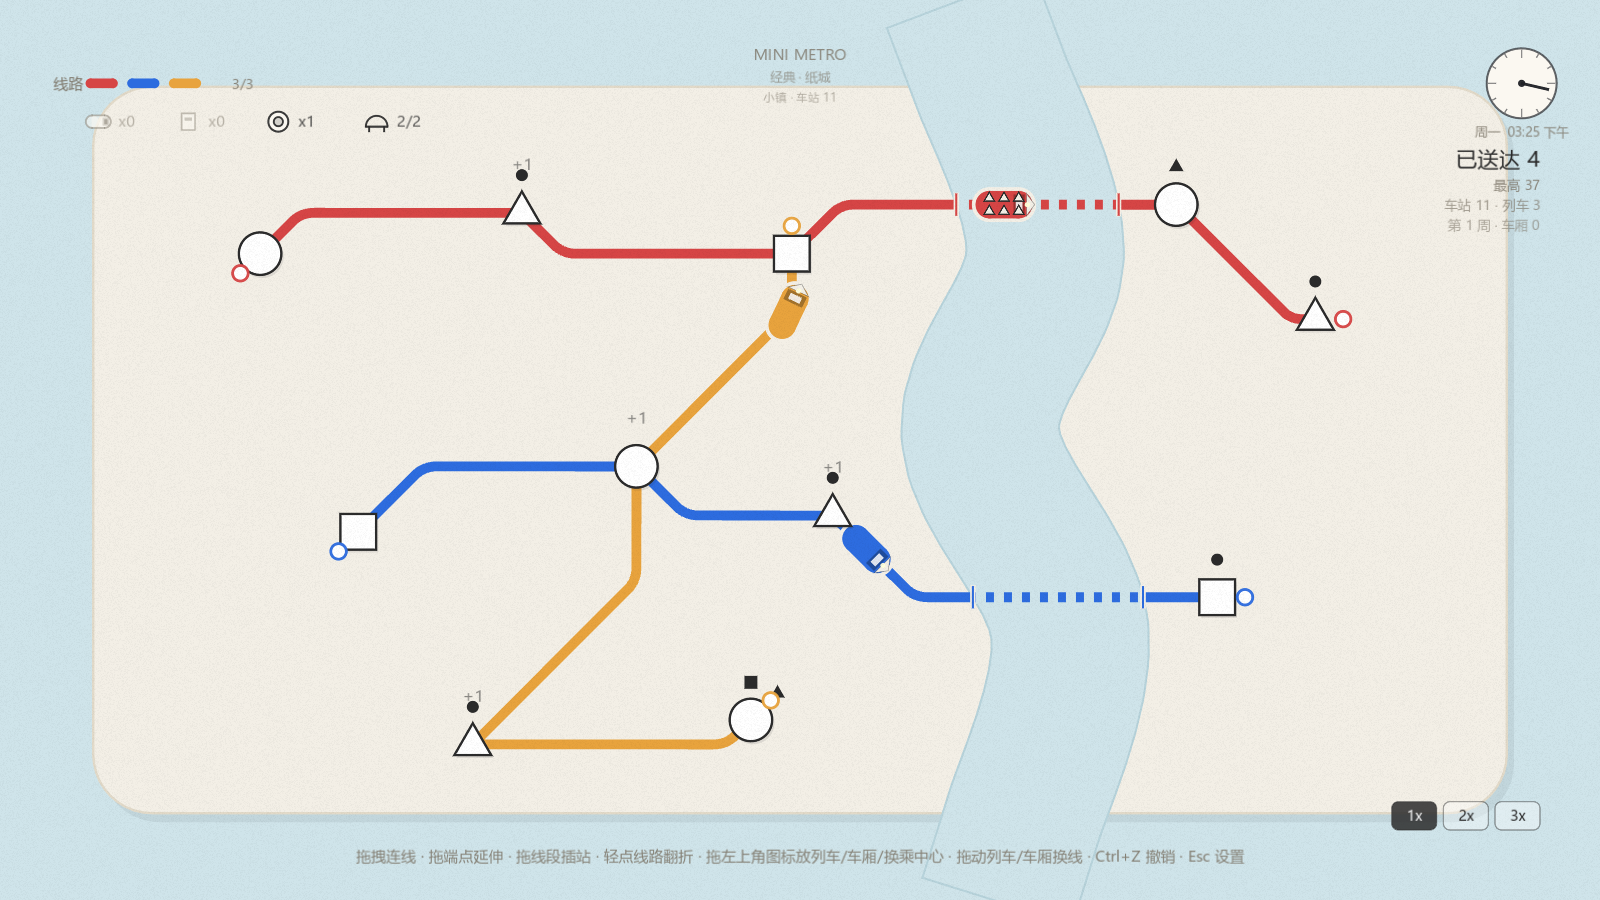 MINI METRO
经典 · 纸城
小镇 · 车站 11
线路
3/3
x0
x0
x1
2/2
周一 03:25 下午
已送达 4
最高 37
车站 11 · 列车 3
第 1 周 · 车厢 0
+1
+1
+1
+1
1x
2x
3x
拖拽连线 · 拖端点延伸 · 拖线段插站 · 轻点线路翻折 · 拖左上角图标放列车/车厢/换乘中心 · 拖动列车/车厢换线 · Ctrl+Z 撤销 · Esc 设置